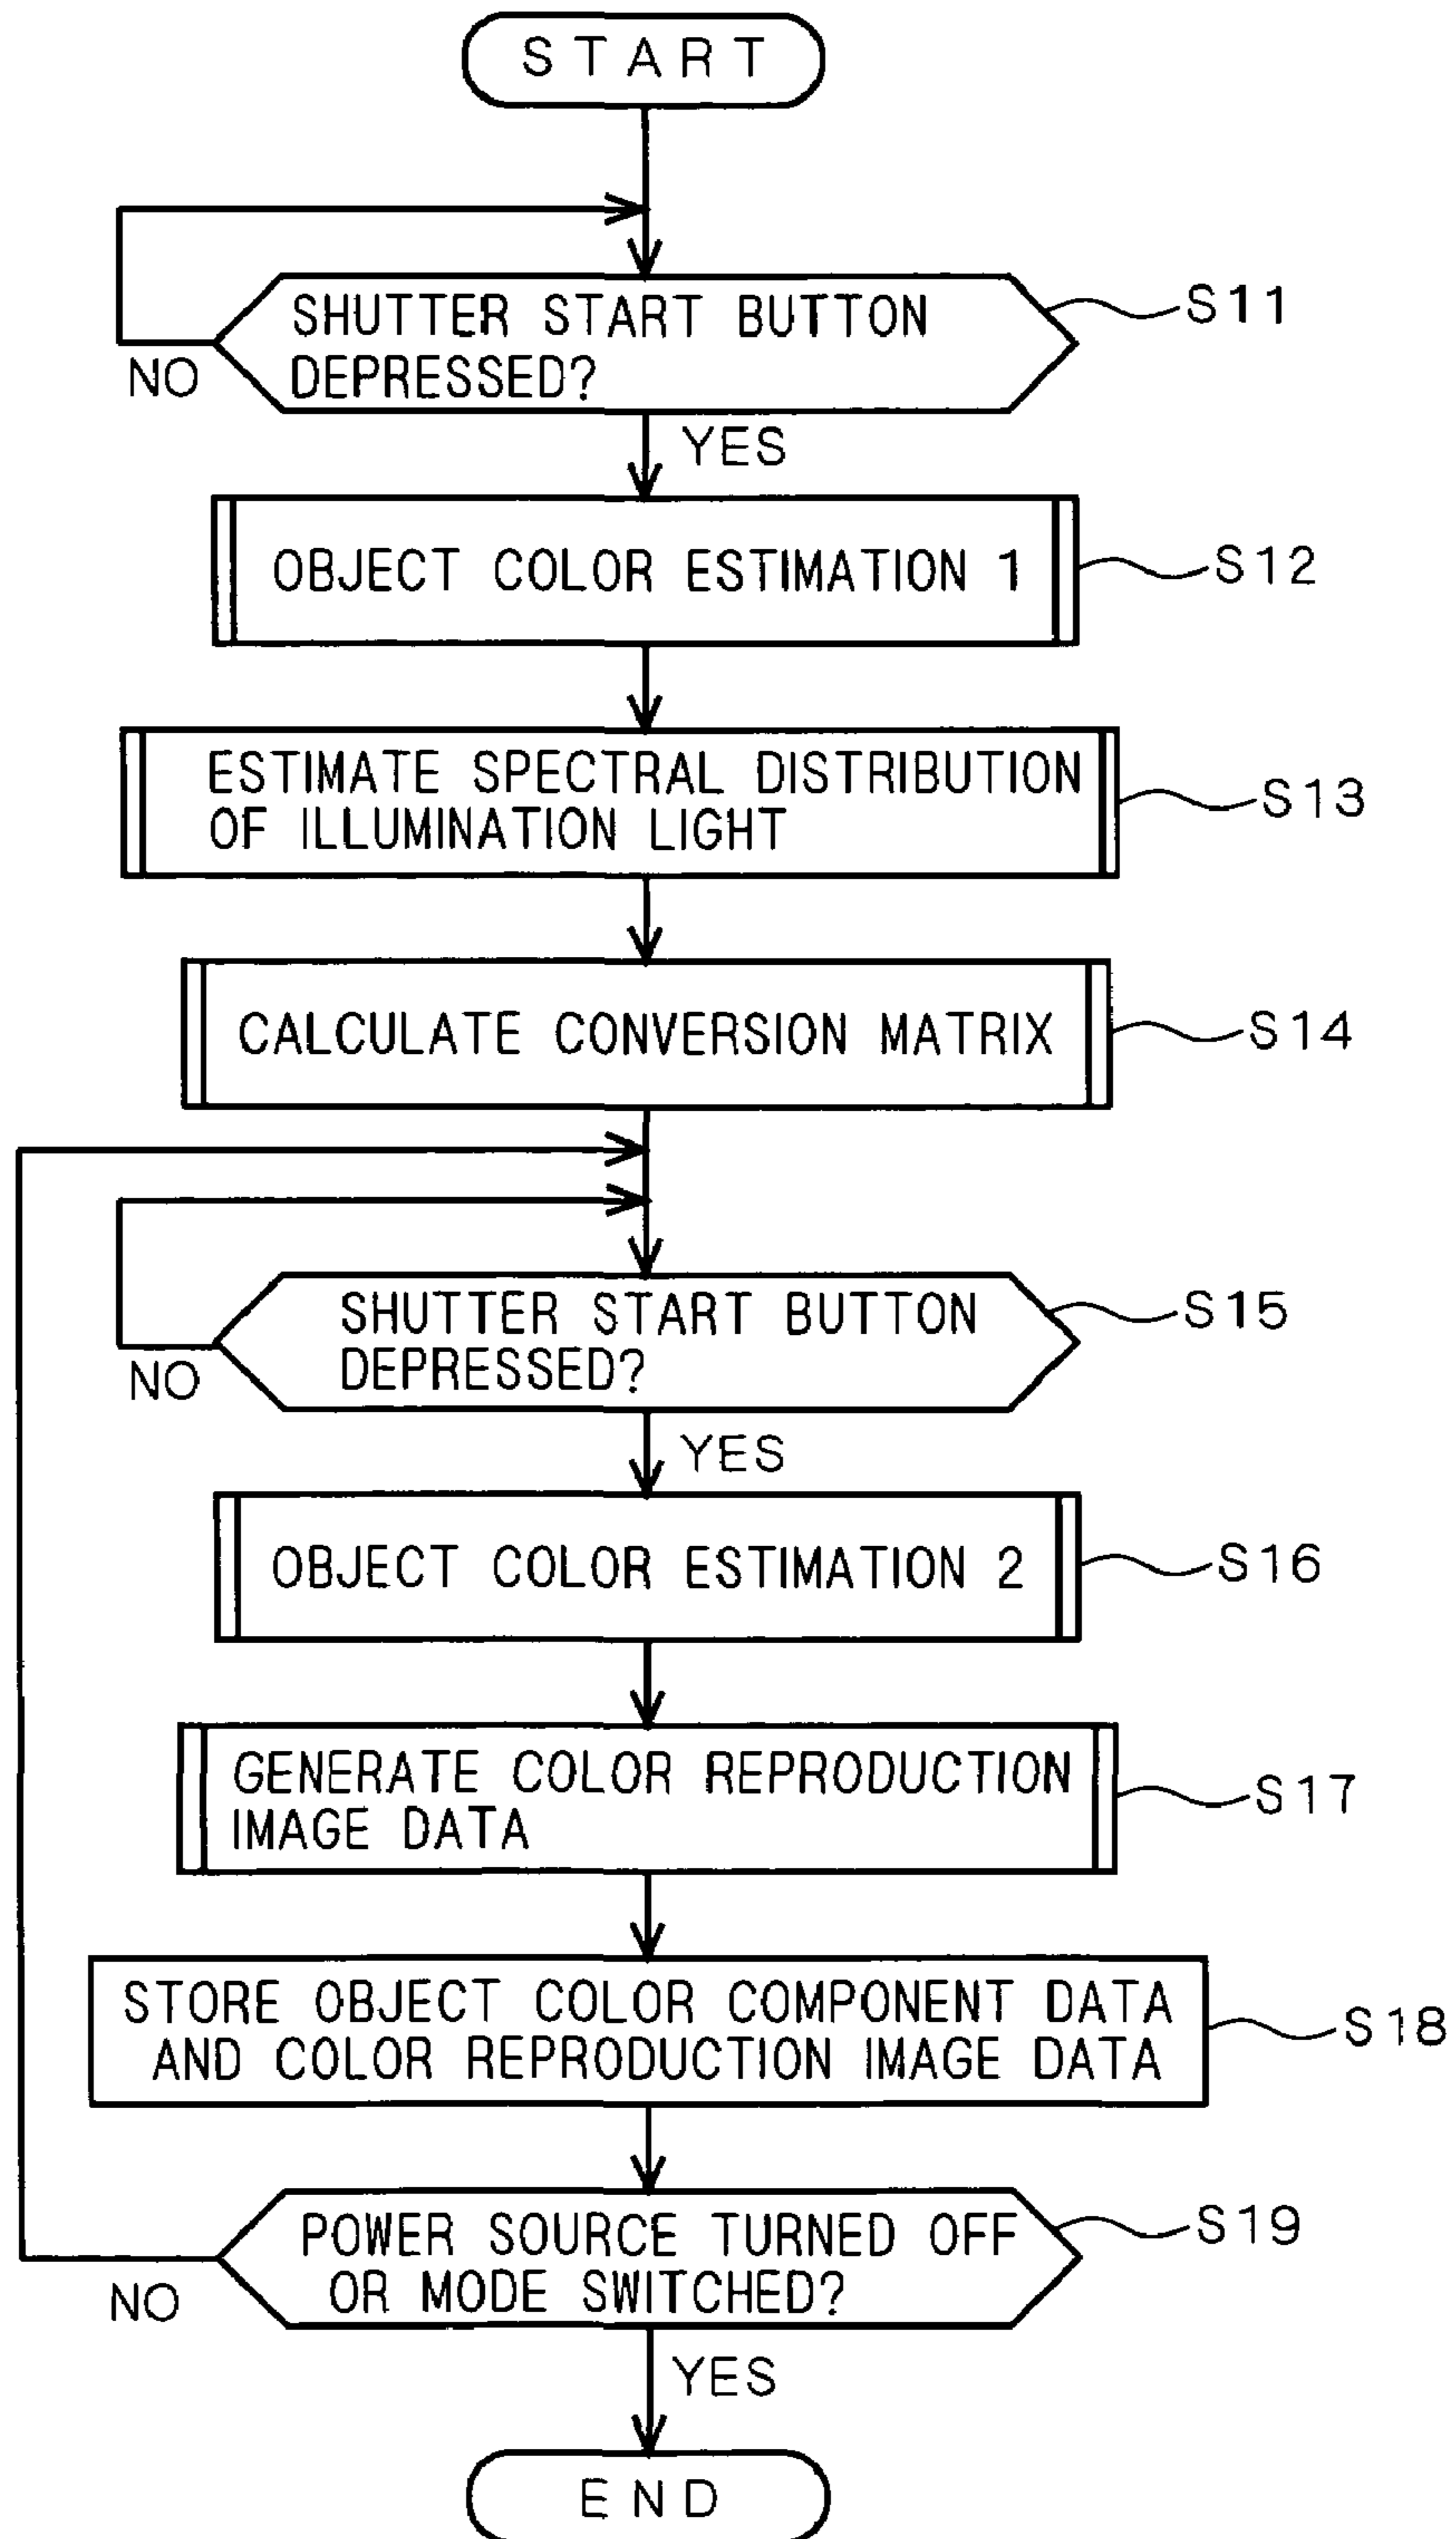 START
SHUTTER START BUTTON
DEPRESSED?
S11
NO
YES
OBJECT COLOR ESTIMATION 1
S12
ESTIMATE SPECTRAL DISTRIBUTION
OF ILLUMINATION LIGHT
S13
CALCULATE CONVERSION MATRIX
S14
SHUTTER START BUTTON
DEPRESSED?
S15
NO
YES
OBJECT COLOR ESTIMATION 2
S16
GENERATE COLOR REPRODUCTION
IMAGE DATA
S17
STORE OBJECT COLOR COMPONENT DATA
AND COLOR REPRODUCTION IMAGE DATA
S18
POWER SOURCE TURNED OFF
OR MODE SWITCHED?
S19
NO
YES
END